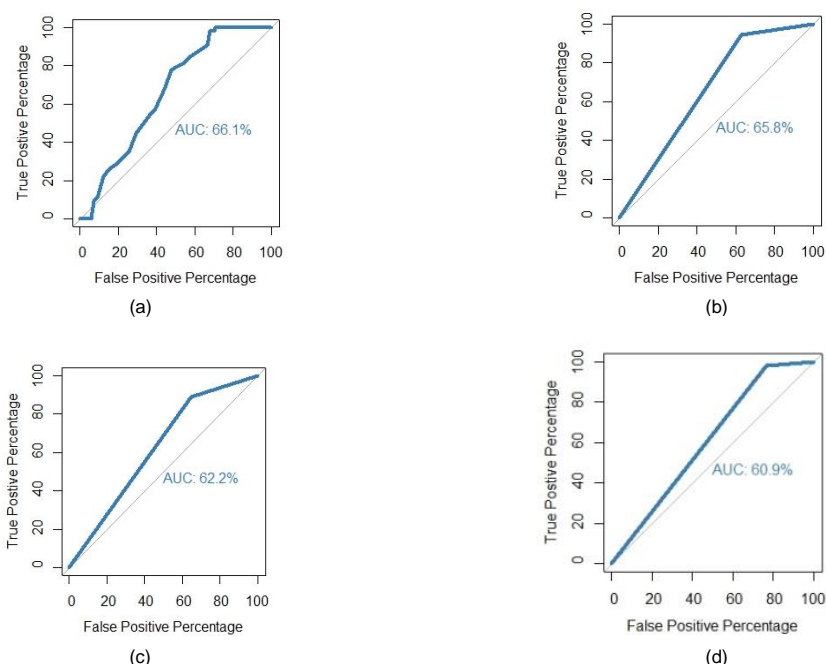 True Postive Percentage
100
80
60
40
20
0
AUC: 66.1%
0 20 40 60 80 100
False Positive Percentage
(a)
True Postive Percentage
100
80
60
40
20
0
AUC: 65.8%
0 20 40 60 80 100
False Positive Percentage
(b)
True Postive Percentage
100
80
60
40
20
0
AUC: 62.2%
0 20 40 60 80 100
False Positive Percentage
(c)
True Postive Percentage
100
80
60
40
20
0
AUC: 60.9%
0 20 40 60 80 100
False Positive Percentage
(d)